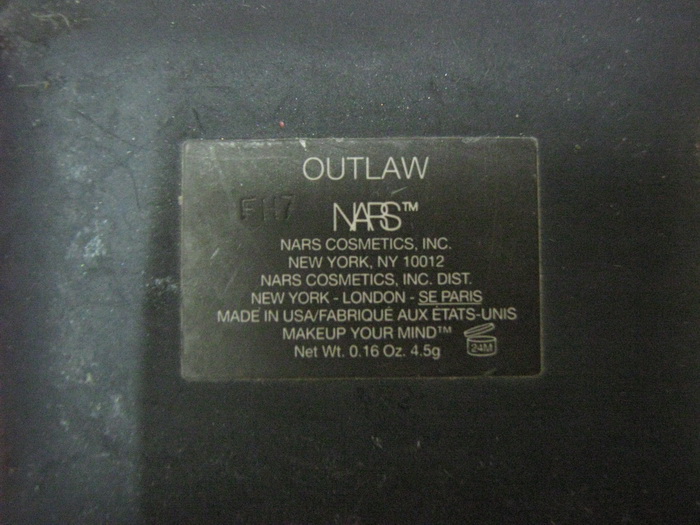 OUTLAW
NARS™
NARS COSMETICS, INC.
NEW YORK, NY 10012
NARS COSMETICS, INC. DIST.
NEW YORK - LONDON - SE PARIS
MADE IN USA/FABRIQUÉ AUX ÉTATS-UNIS
MAKEUP YOUR MIND™
24M
Net Wt. 0.16 Oz. 4.5g